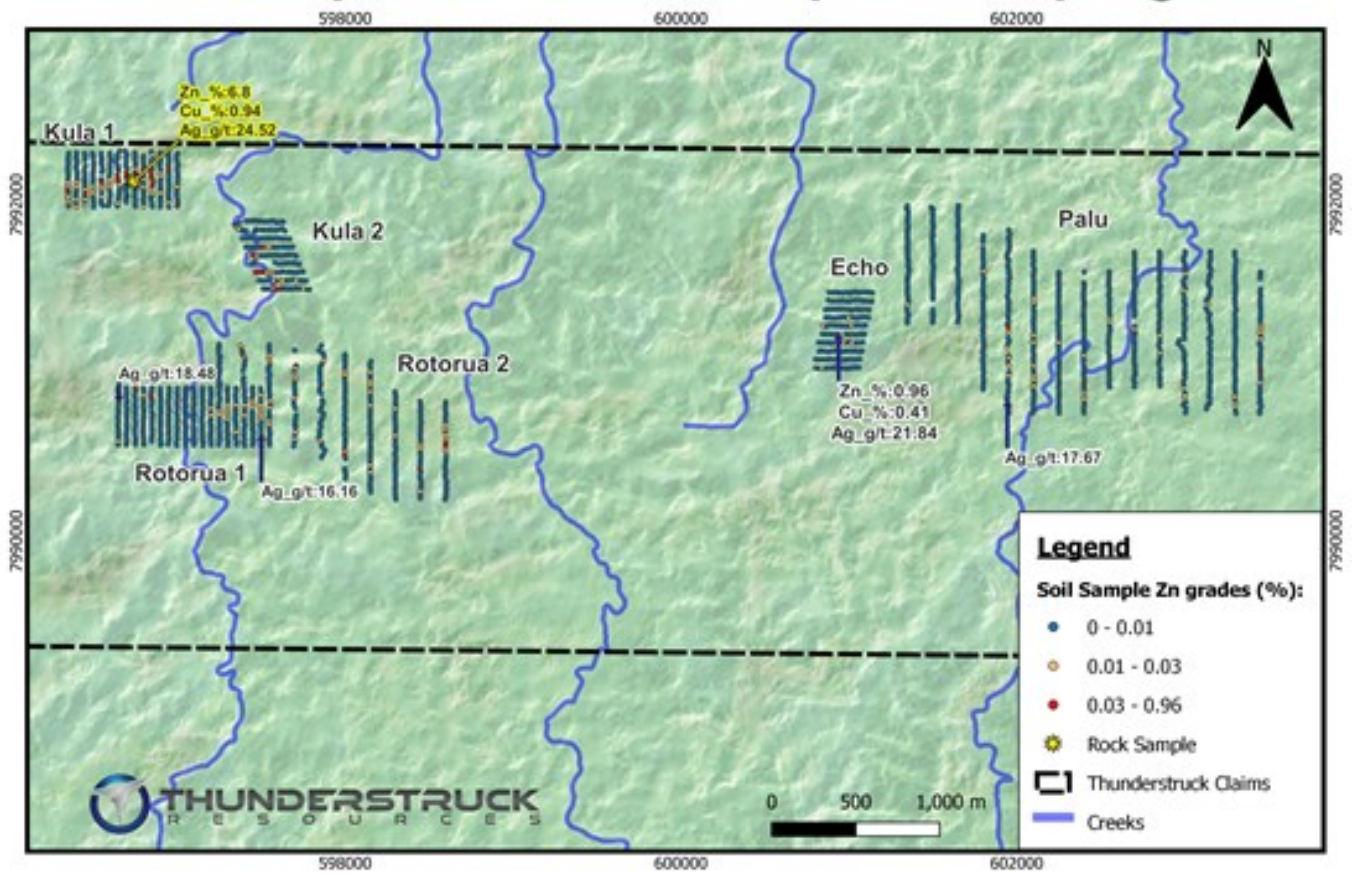 598000
600000
602000
N
Zn_%:6.8
Cu_%:0.94
Ag_g/t:24.52
Kula 1
7992000
7992000
Kula 2
Palu
Echo
Rotorua 2
Ag_g/t:18.48
Zn_%:0.96
Cu_%:0.41
Ag_g/t:21.84
Rotorua 1
Ag_g/t:17.67
Ag_g/t:16.16
7990000
7990000
Legend
Soil Sample Zn grades (%):
0 - 0.01
0.01 - 0.03
0.03 - 0.96
Rock Sample
Thunderstruck Claims
Creeks
THUNDERSTRUCK
RESOURCES
0 500 1,000 m
598000
600000
602000